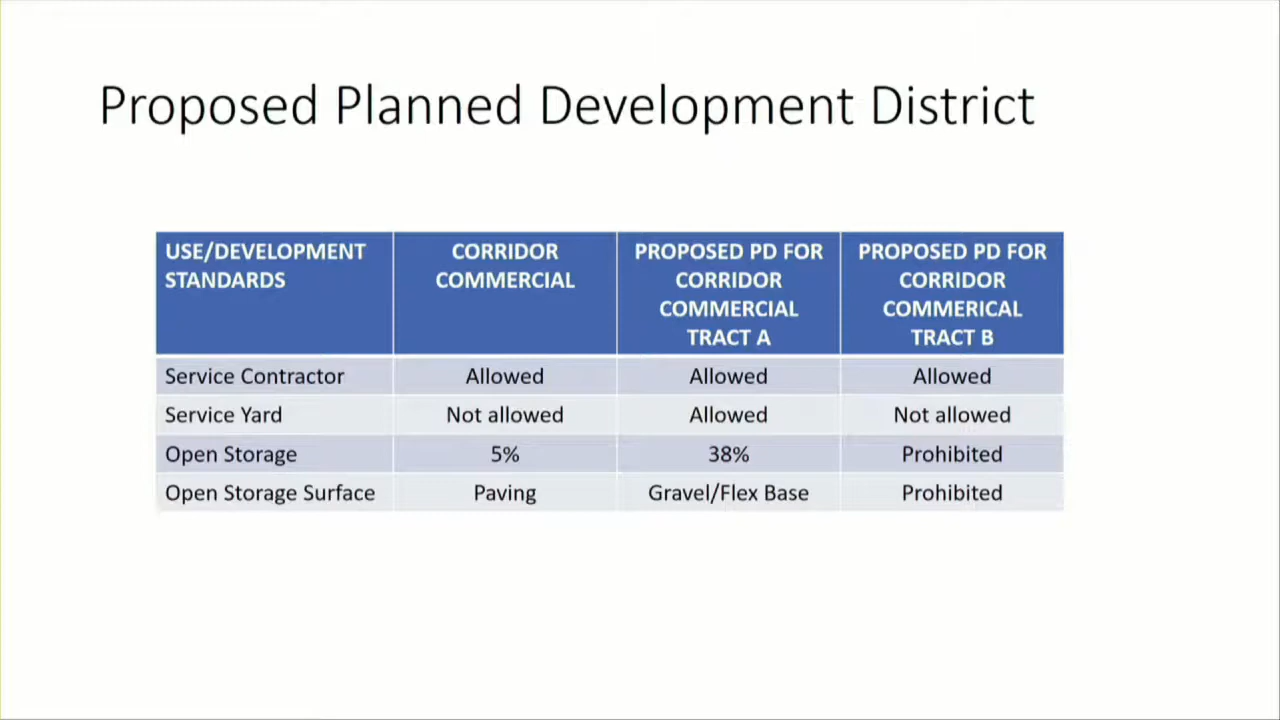 Proposed Planned Development District
USE/DEVELOPMENT STANDARDS CORRIDOR COMMERCIAL PROPOSED PD FOR CORRIDOR COMMERCIAL TRACT A PROPOSED PD FOR CORRIDOR COMMERICAL TRACT B
Service Contractor Allowed Allowed Allowed
Service Yard Not allowed Allowed Not allowed
Open Storage 5% 38% Prohibited
Open Storage Surface Paving Gravel/Flex Base Prohibited